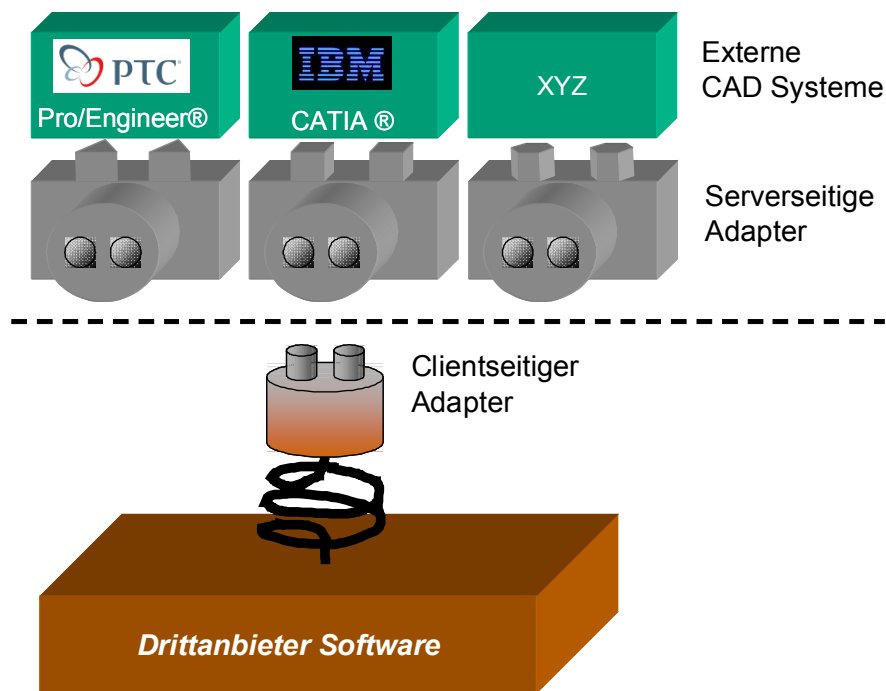 PTC®
Pro/Engineer®
IBM
CATIA ®
XYZ
Externe
CAD Systeme
Serverseitige
Adapter
Clientseitiger
Adapter
Drittanbieter Software